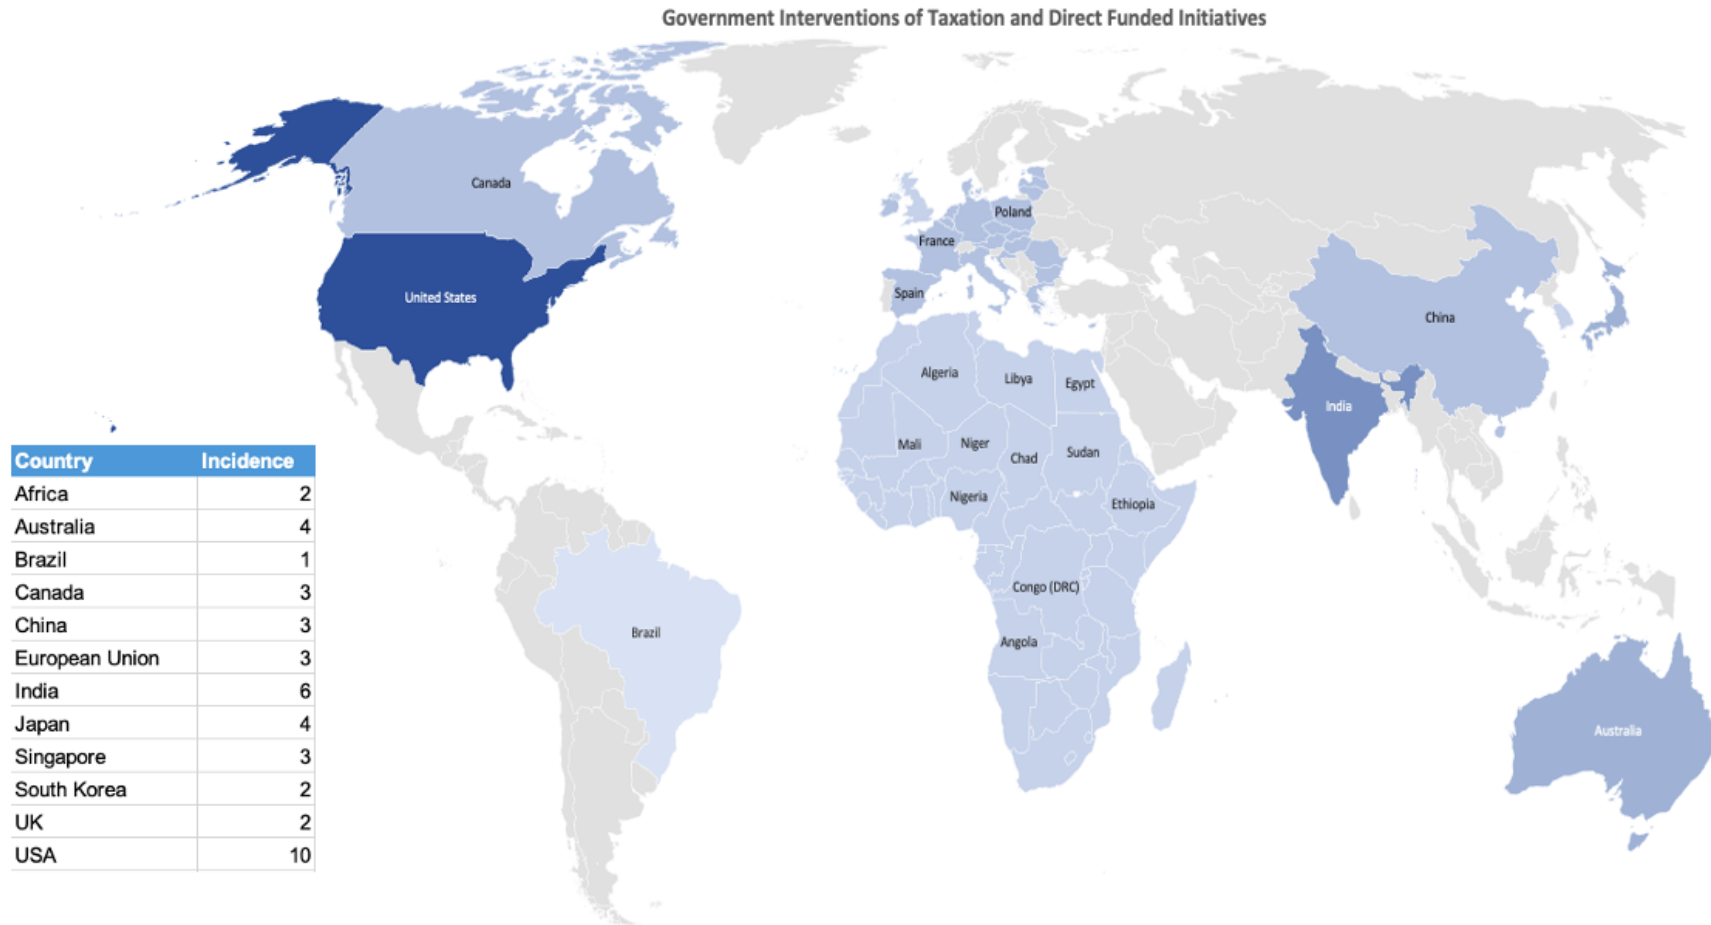 Government Interventions of Taxation and Direct Funded Initiatives
Canada
Poland
France
United States
Spain
China
Algeria
Libya
Egypt
India
Mali
Niger
Chad
Sudan
Nigeria
Ethiopia
Congo (DRC)
Brazil
Angola
Australia
Country Incidence
Africa 2
Australia 4
Brazil 1
Canada 3
China 3
European Union 3
India 6
Japan 4
Singapore 3
South Korea 2
UK 2
USA 10